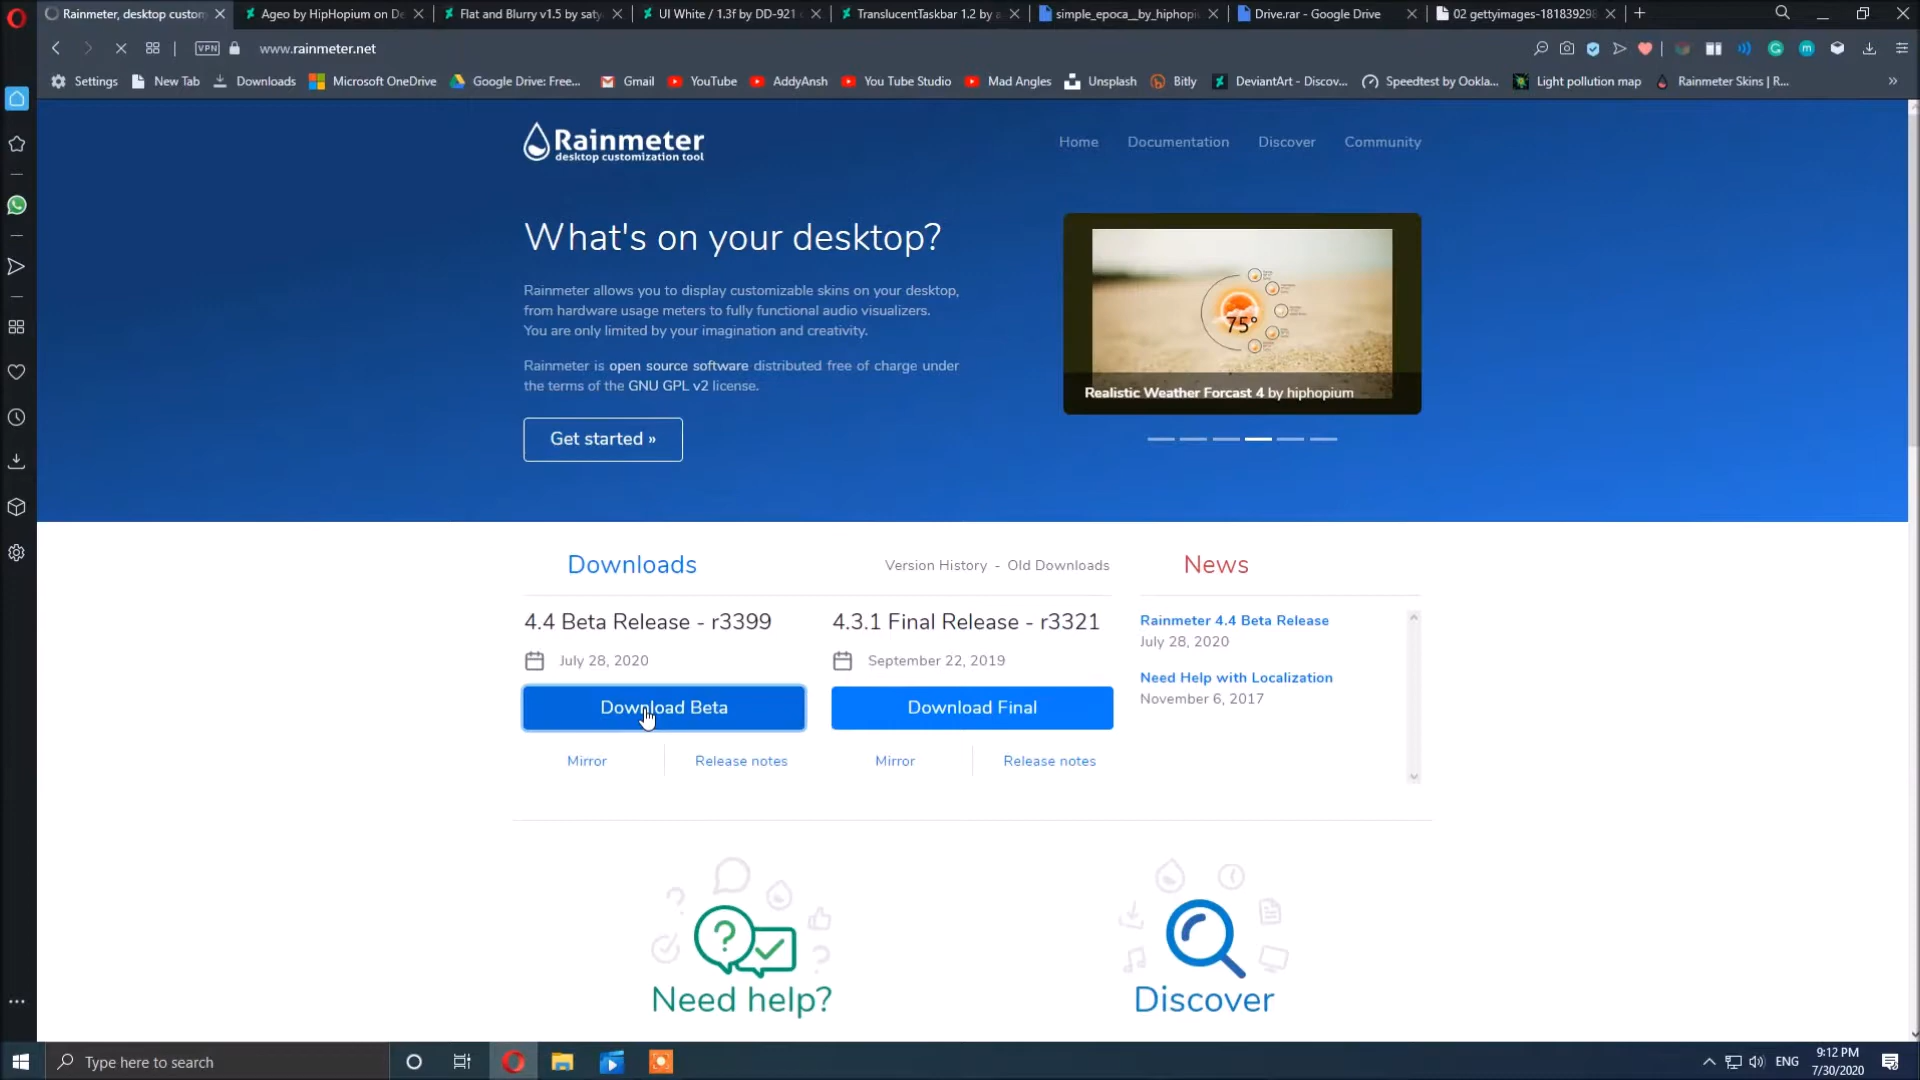 Rainmeter, desktop custom
Ageo by HipHopium on De
Flat and Blurry v1.5 by saty
UI White / 1.3f by DD-921
TranslucentTaskbar 1.2 by a
simple_epoca__by_hiphopi
Drive.rar - Google Drive
02 gettyimages-181839298
VPN
www.rainmeter.net
Settings
New Tab
Downloads
Microsoft OneDrive
Google Drive: Free...
Gmail
YouTube
AddyAnsh
You Tube Studio
Mad Angles
Unsplash
Bitly
DeviantArt - Discov...
Speedtest by Ookla...
Light pollution map
Rainmeter Skins | R...
»
Rainmeter
desktop customization tool
Home
Documentation
Discover
Community
What's on your desktop?
Rainmeter allows you to display customizable skins on your desktop,
from hardware usage meters to fully functional audio visualizers.
You are only limited by your imagination and creativity.
Rainmeter is open source software distributed free of charge under
the terms of the GNU GPL v2 license.
Get started »
75°
Realistic Weather Forcast 4 by hiphopium
Downloads
Version History - Old Downloads
4.4 Beta Release - r3399
July 28, 2020
Download Beta
Mirror
Release notes
4.3.1 Final Release - r3321
September 22, 2019
Download Final
Mirror
Release notes
News
Rainmeter 4.4 Beta Release
July 28, 2020
Need Help with Localization
November 6, 2017
Need help?
Discover
Type here to search
ENG
9:12 PM
7/30/2020